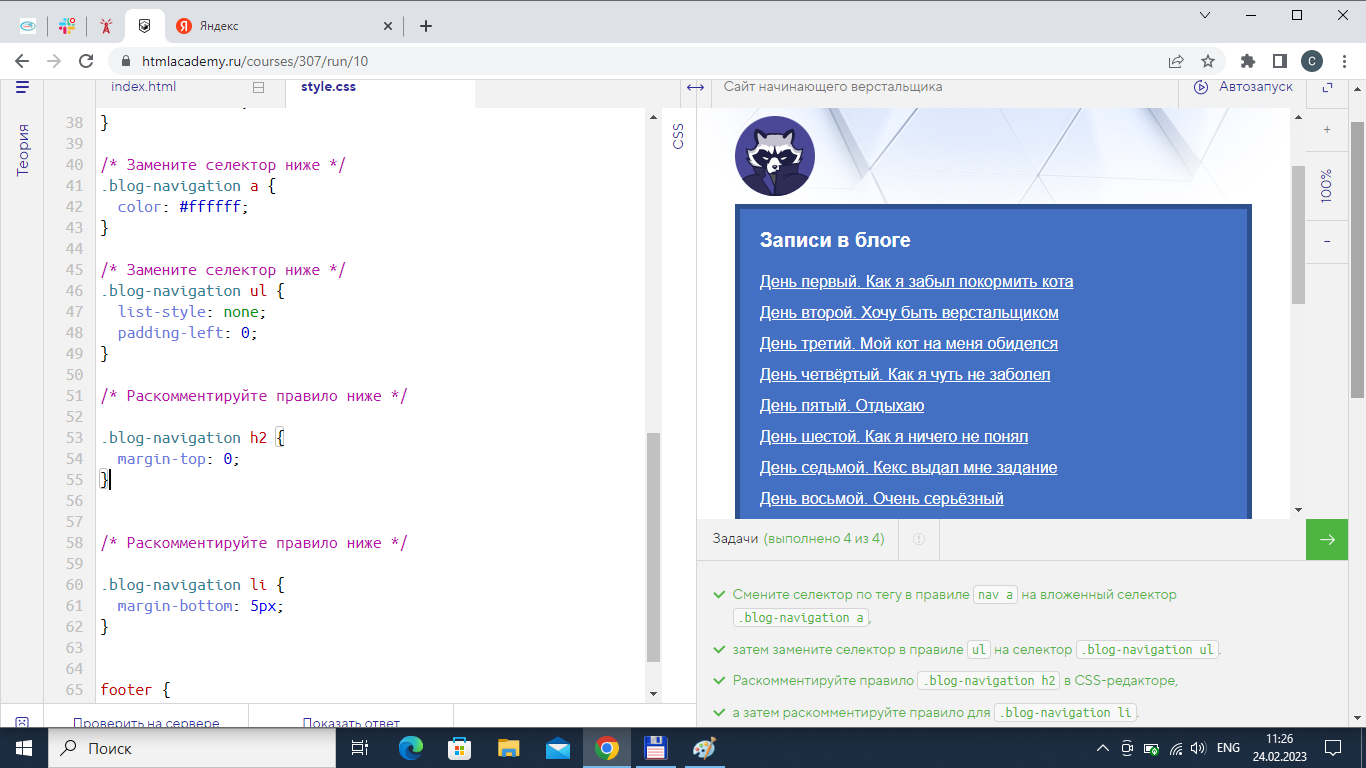 Яндекс
htmlacademy.ru/courses/307/run/10
C
index.html
style.css
Сайт начинающего верстальщика
Автозапуск
Теория
CSS
+
100%
-
38 }
39
40 /* Замените селектор ниже */
41 .blog-navigation a {
42 color: #ffffff;
43 }
44
45 /* Замените селектор ниже */
46 .blog-navigation ul {
47 list-style: none;
48 padding-left: 0;
49 }
50
51 /* Раскомментируйте правило ниже */
52
53 .blog-navigation h2 {
54 margin-top: 0;
55 }
56
57
58 /* Раскомментируйте правило ниже */
59
60 .blog-navigation li {
61 margin-bottom: 5px;
62 }
63
64
65 footer {
Проверить на сервере
Показать ответ
Записи в блоге
День первый. Как я забыл покормить кота
День второй. Хочу быть верстальщиком
День третий. Мой кот на меня обиделся
День четвёртый. Как я чуть не заболел
День пятый. Отдыхаю
День шестой. Как я ничего не понял
День седьмой. Кекс выдал мне задание
День восьмой. Очень серьёзный
Задачи (выполнено 4 из 4)
Смените селектор по тегу в правиле nav a на вложенный селектор
.blog-navigation a,
затем замените селектор в правиле ul на селектор .blog-navigation ul.
Раскомментируйте правило .blog-navigation h2 в CSS-редакторе,
а затем раскомментируйте правило для .blog-navigation li.
Поиск
ENG
11:26
24.02.2023